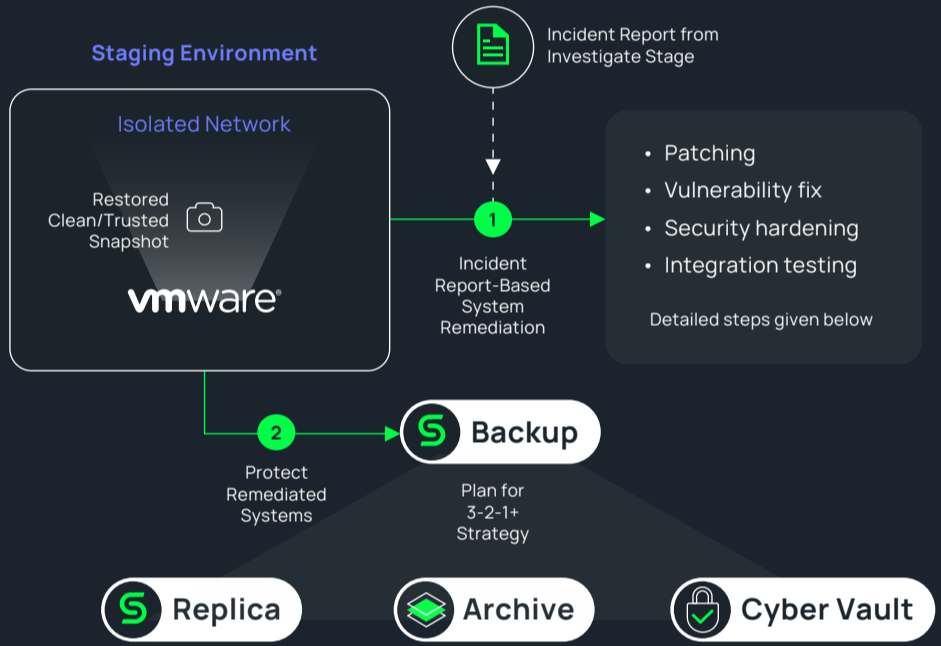 Staging Environment
Incident Report from
Investigate Stage
Isolated Network
Restored
Clean/Trusted
Snapshot
vmware®
1
Incident
Report-Based
System
Remediation
• Patching
• Vulnerability fix
• Security hardening
• Integration testing
Detailed steps given below
2
Protect
Remediated
Systems
Backup
Plan for
3-2-1+
Strategy
Replica
Archive
Cyber Vault